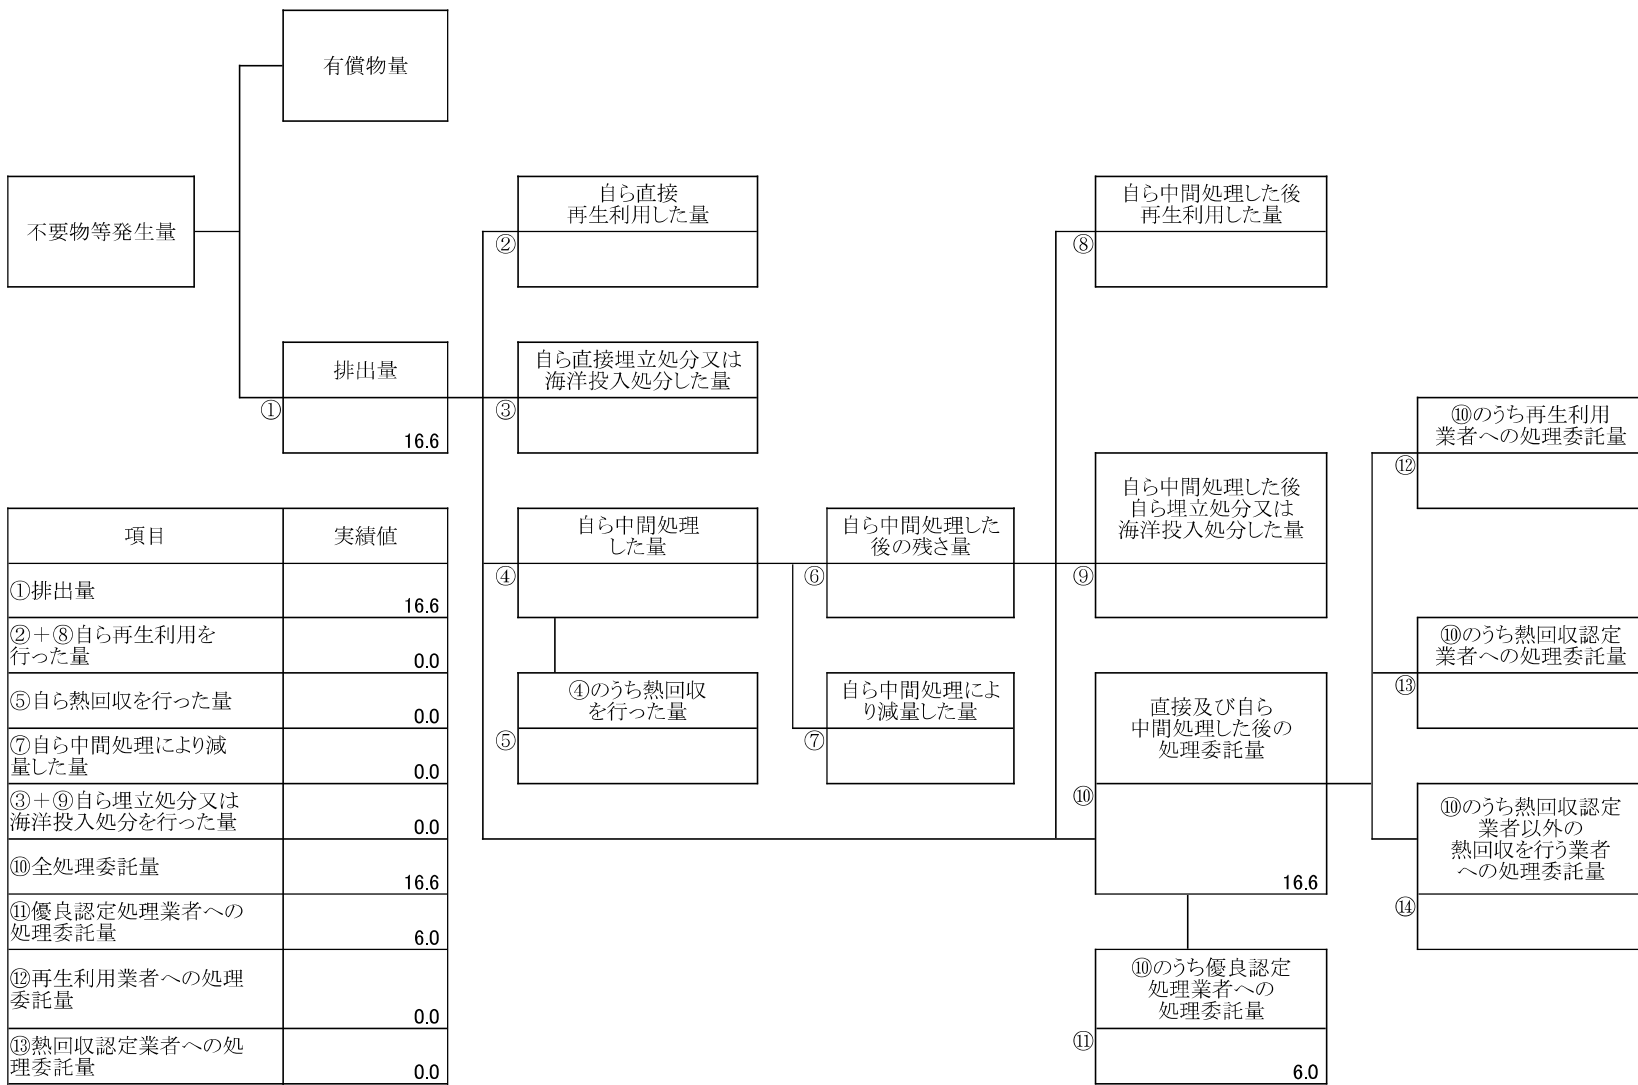 有償物量
不要物等発生量
排出量
①
16.6
自ら直接
再生利用した量
②
自ら直接埋立処分又は
海洋投入処分した量
③
自ら中間処理
した量
④
④のうち熱回収
を行った量
⑤
自ら中間処理した
後の残さ量
⑥
自ら中間処理によ
り減量した量
⑦
自ら中間処理した後
再生利用した量
⑧
自ら中間処理した後
自ら埋立処分又は
海洋投入処分した量
⑨
直接及び自ら
中間処理した後の
処理委託量
⑩
16.6
⑩のうち優良認定
処理業者への
処理委託量
⑪
6.0
⑩のうち再生利用
業者への処理委託量
⑫
⑩のうち熱回収認定
業者への処理委託量
⑬
⑩のうち熱回収認定
業者以外の
熱回収を行う業者
への処理委託量
⑭
項目 実績値
①排出量
16.6
②+⑧自ら再生利用を
行った量
0.0
⑤自ら熱回収を行った量
0.0
⑦自ら中間処理により減
量した量
0.0
③+⑨自ら埋立処分又は
海洋投入処分を行った量
0.0
⑩全処理委託量
16.6
⑪優良認定処理業者への
処理委託量
6.0
⑫再生利用業者への処理
委託量
0.0
⑬熱回収認定業者への処
理委託量
0.0